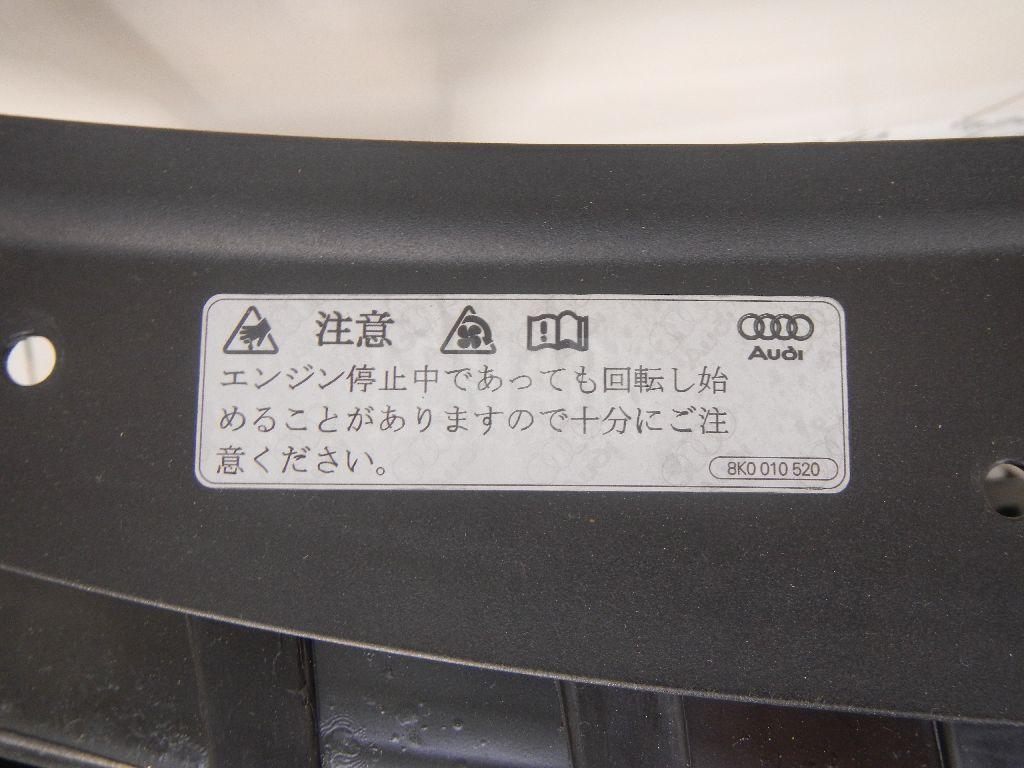 注意
Audi
エンジン停止中であっても回転し始
めることがありますので十分にご注
意ください。
8K0 010 520